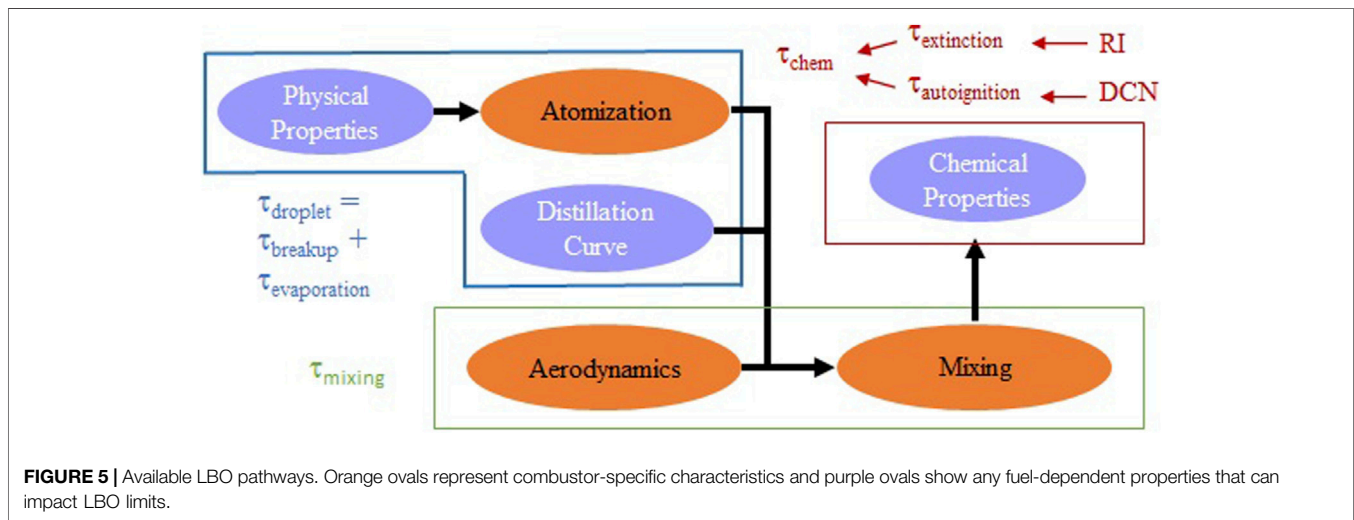 Physical
Properties
Atomization
τchem
τextinction
RI
τautoignition
DCN
Chemical
Properties
τdroplet =
τbreakup +
τevaporation
Distillation
Curve
τmixing
Aerodynamics
Mixing
FIGURE 5 | Available LBO pathways. Orange ovals represent combustor-specific characteristics and purple ovals show any fuel-dependent properties that can
impact LBO limits.